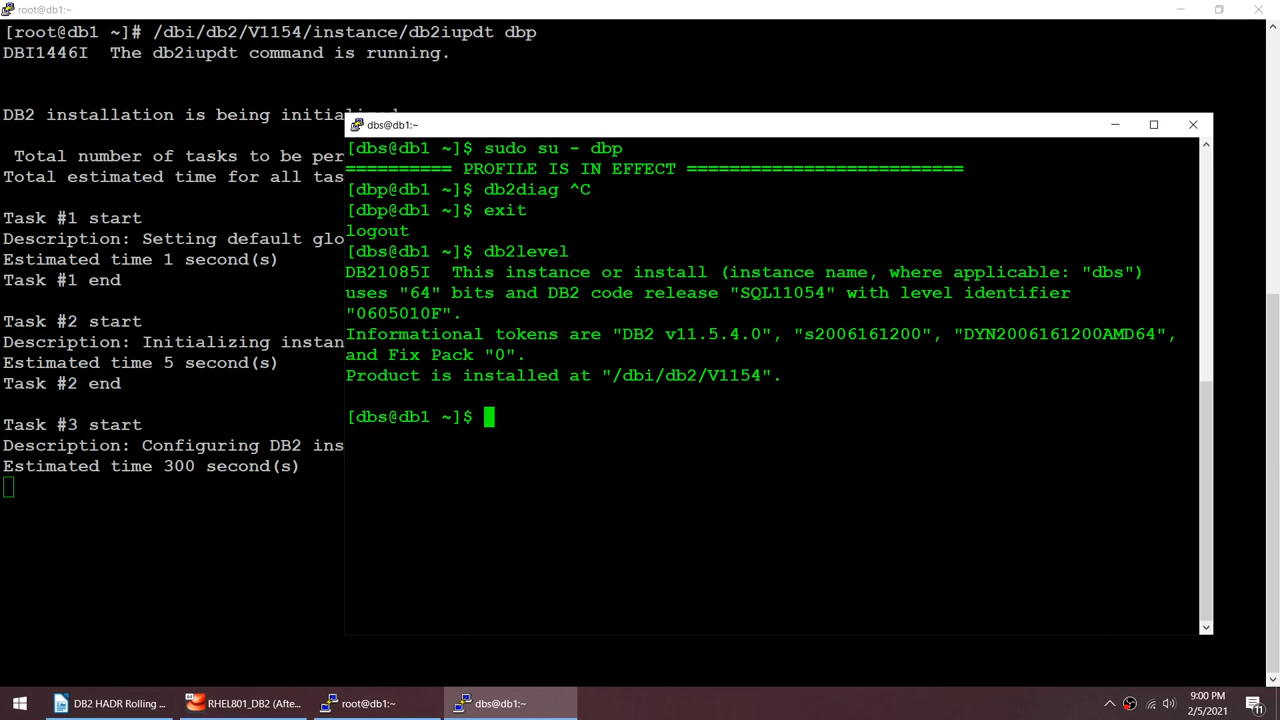 root@db1:~
[root@db1 ~]# /dbi/db2/V1154/instance/db2iupdt dbp
DBI1446I  The db2iupdt command is running.
DB2 installation is being initialized.
 Total number of tasks to be per
Total estimated time for all tas
Task #1 start
Description: Setting default glo
Estimated time 1 second(s)
Task #1 end
Task #2 start
Description: Initializing instan
Estimated time 5 second(s)
Task #2 end
Task #3 start
Description: Configuring DB2 ins
Estimated time 300 second(s)
dbs@db1:~
[dbs@db1 ~]$ sudo su - dbp
========== PROFILE IS IN EFFECT ==========================
[dbp@db1 ~]$ db2diag ^C
[dbp@db1 ~]$ exit
logout
[dbs@db1 ~]$ db2level
DB21085I  This instance or install (instance name, where applicable: "dbs")
uses "64" bits and DB2 code release "SQL11054" with level identifier
"0605010F".
Informational tokens are "DB2 v11.5.4.0", "s2006161200", "DYN2006161200AMD64",
and Fix Pack "0".
Product is installed at "/dbi/db2/V1154".
[dbs@db1 ~]$
DB2 HADR Rolling ...
RHEL801_DB2 (Afte...
root@db1:~
dbs@db1:~
9:00 PM
2/5/2021
11